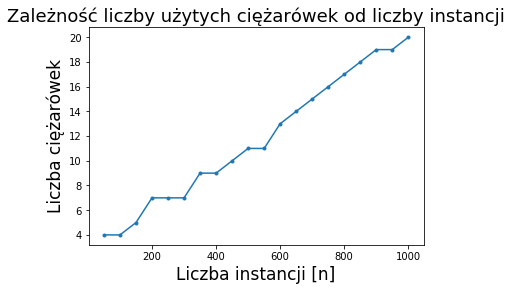 Zależność liczby użytych ciężarówek od liczby instancji
Liczba ciężarówek
20
18
16
14
12
10
8
6
4
200 400 600 800 1000
Liczba instancji [n]